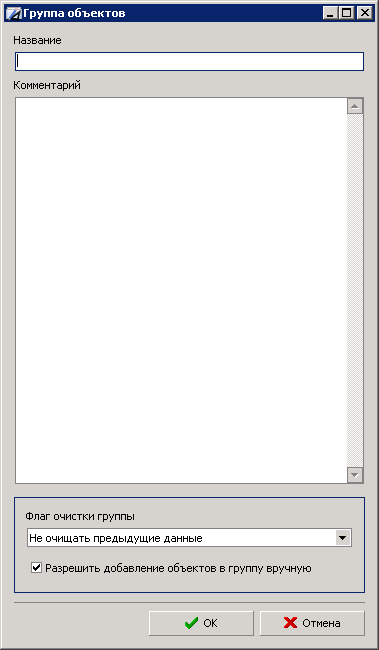 Группа объектов
Название
Комментарий
Флаг очистки группы
Не очищать предыдущие данные
Разрешить добавление объектов в группу вручную
OK
Отмена